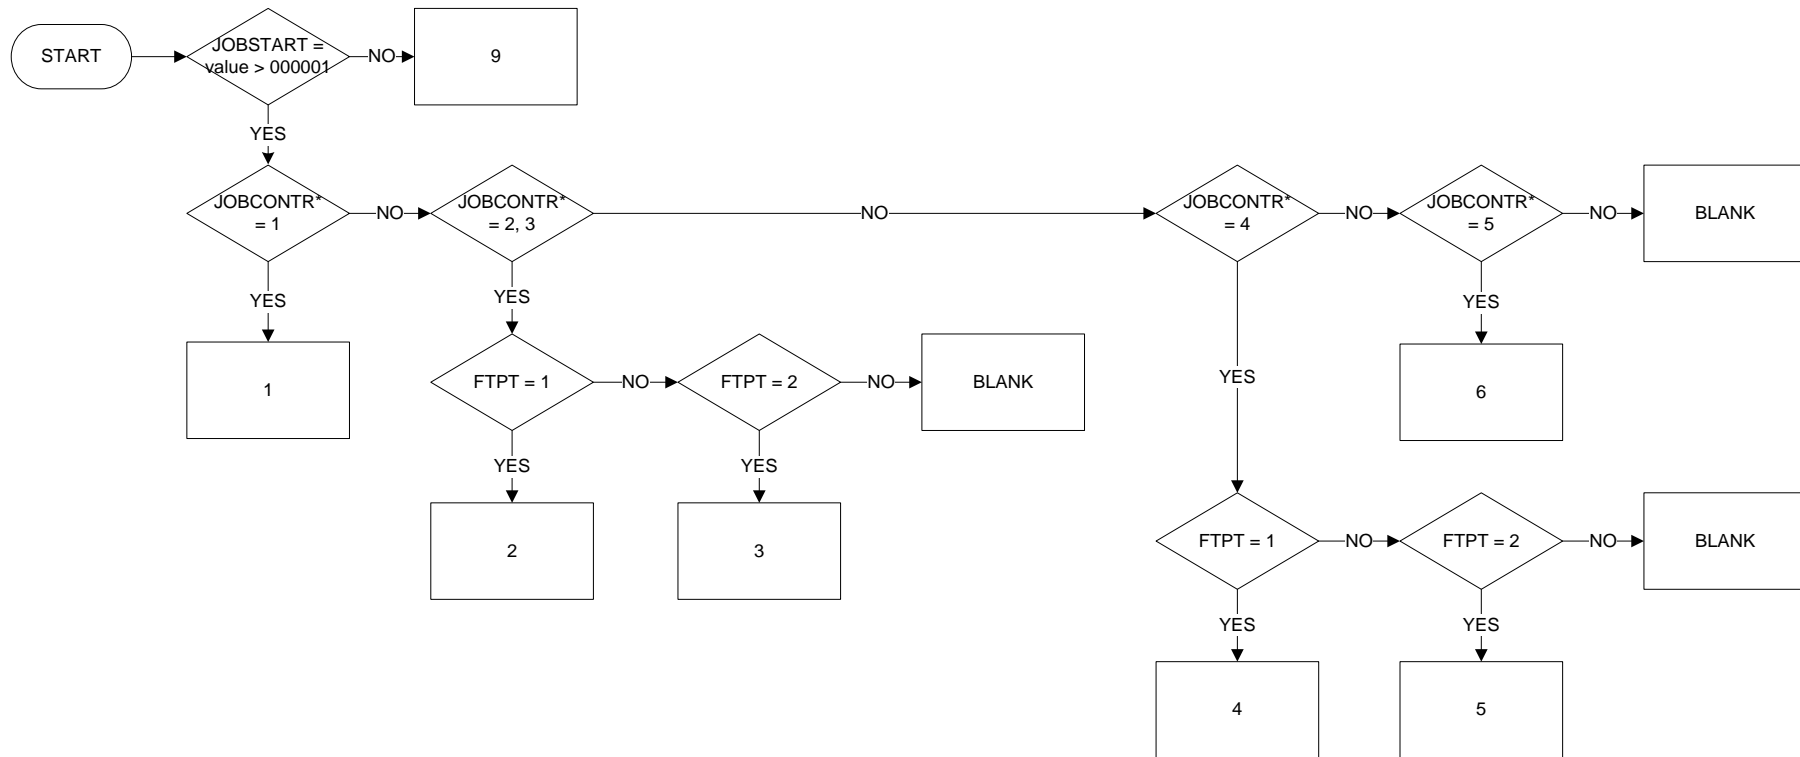 START
JOBSTART =
value > 000001
NO
9
YES
JOBCONTR*
= 1
NO
JOBCONTR*
= 2, 3
NO
JOBCONTR*
= 4
NO
JOBCONTR*
= 5
NO
BLANK
YES
YES
YES
YES
1
FTPT = 1
NO
FTPT = 2
NO
BLANK
6
YES
YES
2
3
FTPT = 1
NO
FTPT = 2
NO
BLANK
YES
YES
4
5